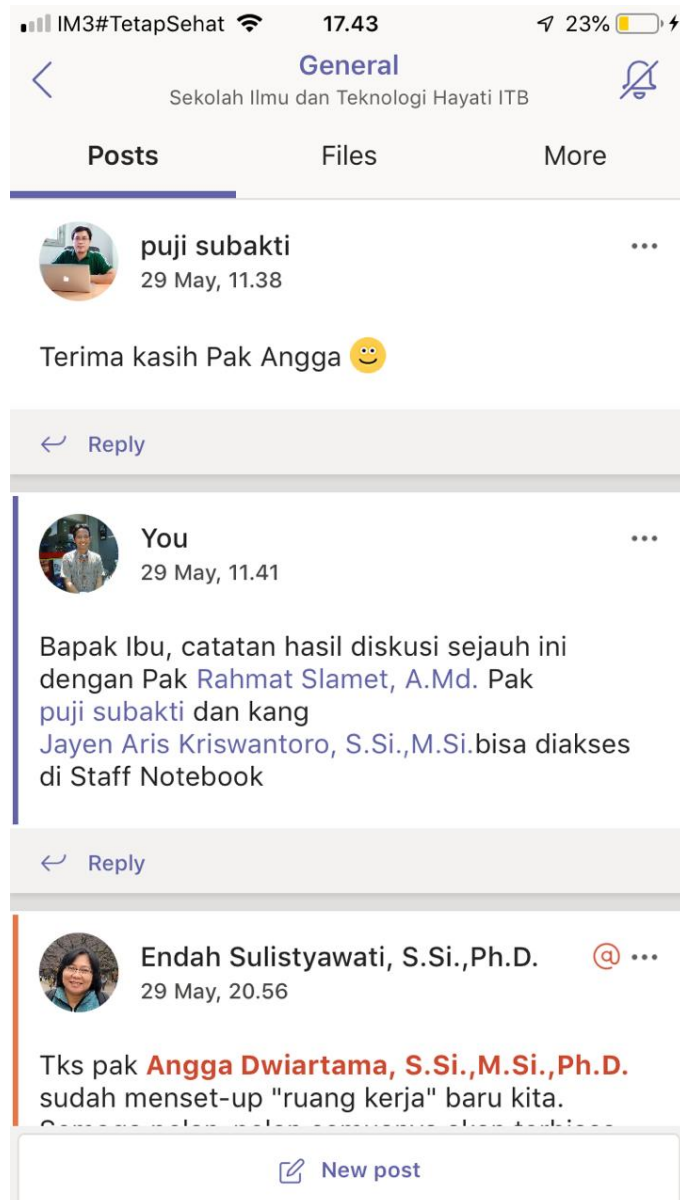 IM3#TetapSehat 17.43 23%
General
Sekolah Ilmu dan Teknologi Hayati ITB
Posts Files More
puji subakti
29 May, 11.38
Terima kasih Pak Angga
Reply
You
29 May, 11.41
Bapak Ibu, catatan hasil diskusi sejauh ini
dengan Pak Rahmat Slamet, A.Md. Pak
puji subakti dan kang
Jayen Aris Kriswantoro, S.Si.,M.Si.bisa diakses
di Staff Notebook
Reply
Endah Sulistyawati, S.Si.,Ph.D. @
29 May, 20.56
Tks pak Angga Dwiartama, S.Si.,M.Si.,Ph.D.
sudah menset-up "ruang kerja" baru kita.
New post